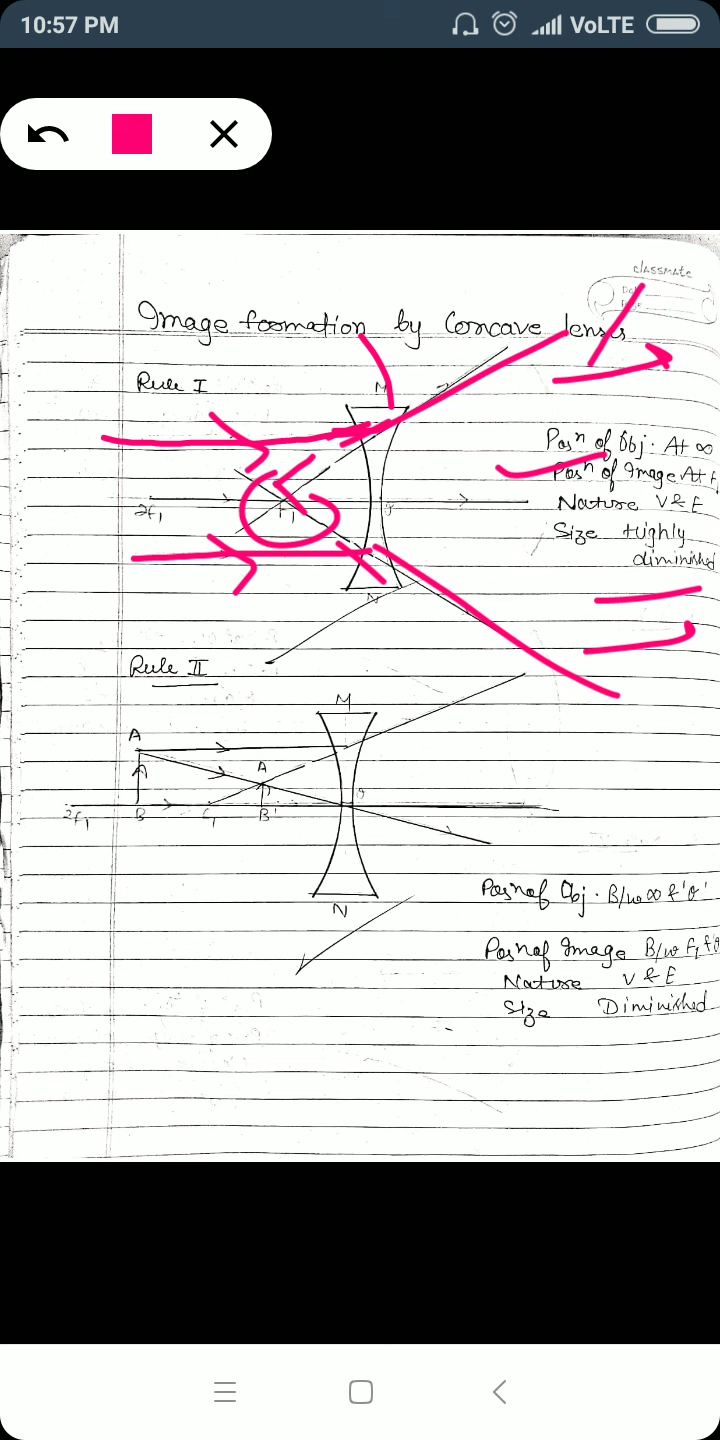 10:57 PM
VoLTE
classmate
Image formation by Concave lenses
Rule I
M
Posn of Obj: At ∞
Posn of Image At F₁
2F₁
F₁
Nature V & E
Size Highly
diminished
N
Rule II
M
A
A
2F₁
B
F₁
B'
N
Posn of Obj. B/w ∞ & 'O'
Posn of Image B/w F₁ & 'O'
Nature V & E
Size Diminished